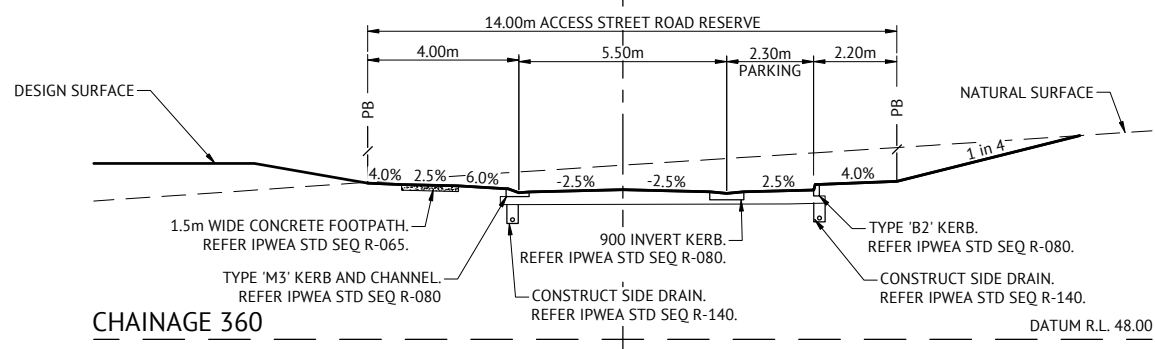 14.00m ACCESS STREET ROAD RESERVE
4.00m
5.50m
2.30m
PARKING
2.20m
DESIGN SURFACE
PB
PB
NATURAL SURFACE
1 in 4
4.0%
2.5%
6.0%
-2.5%
-2.5%
2.5%
4.0%
1.5m WIDE CONCRETE FOOTPATH.
REFER IPWEA STD SEQ R-065.
900 INVERT KERB.
REFER IPWEA STD SEQ R-080.
TYPE 'B2' KERB.
REFER IPWEA STD SEQ R-080.
TYPE 'M3' KERB AND CHANNEL.
REFER IPWEA STD SEQ R-080
CONSTRUCT SIDE DRAIN.
REFER IPWEA STD SEQ R-140.
CONSTRUCT SIDE DRAIN.
REFER IPWEA STD SEQ R-140.
CHAINAGE 360
DATUM R.L. 48.00